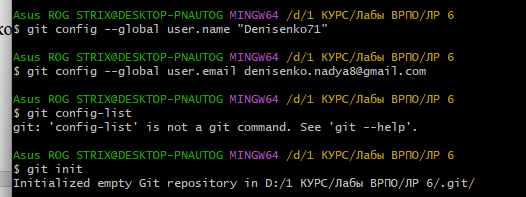 Asus ROG STRIX@DESKTOP-PNAUTOG MINGW64 /d/1 КУРС/Лабы ВРПО/ЛР 6
$ git config --global user.name "Denisenko71"
Asus ROG STRIX@DESKTOP-PNAUTOG MINGW64 /d/1 КУРС/Лабы ВРПО/ЛР 6
$ git config --global user.email denisenko.nadya8@gmail.com
Asus ROG STRIX@DESKTOP-PNAUTOG MINGW64 /d/1 КУРС/Лабы ВРПО/ЛР 6
$ git config-list
git: 'config-list' is not a git command. See 'git --help'.
Asus ROG STRIX@DESKTOP-PNAUTOG MINGW64 /d/1 КУРС/Лабы ВРПО/ЛР 6
$ git init
Initialized empty Git repository in D:/1 КУРС/Лабы ВРПО/ЛР 6/.git/